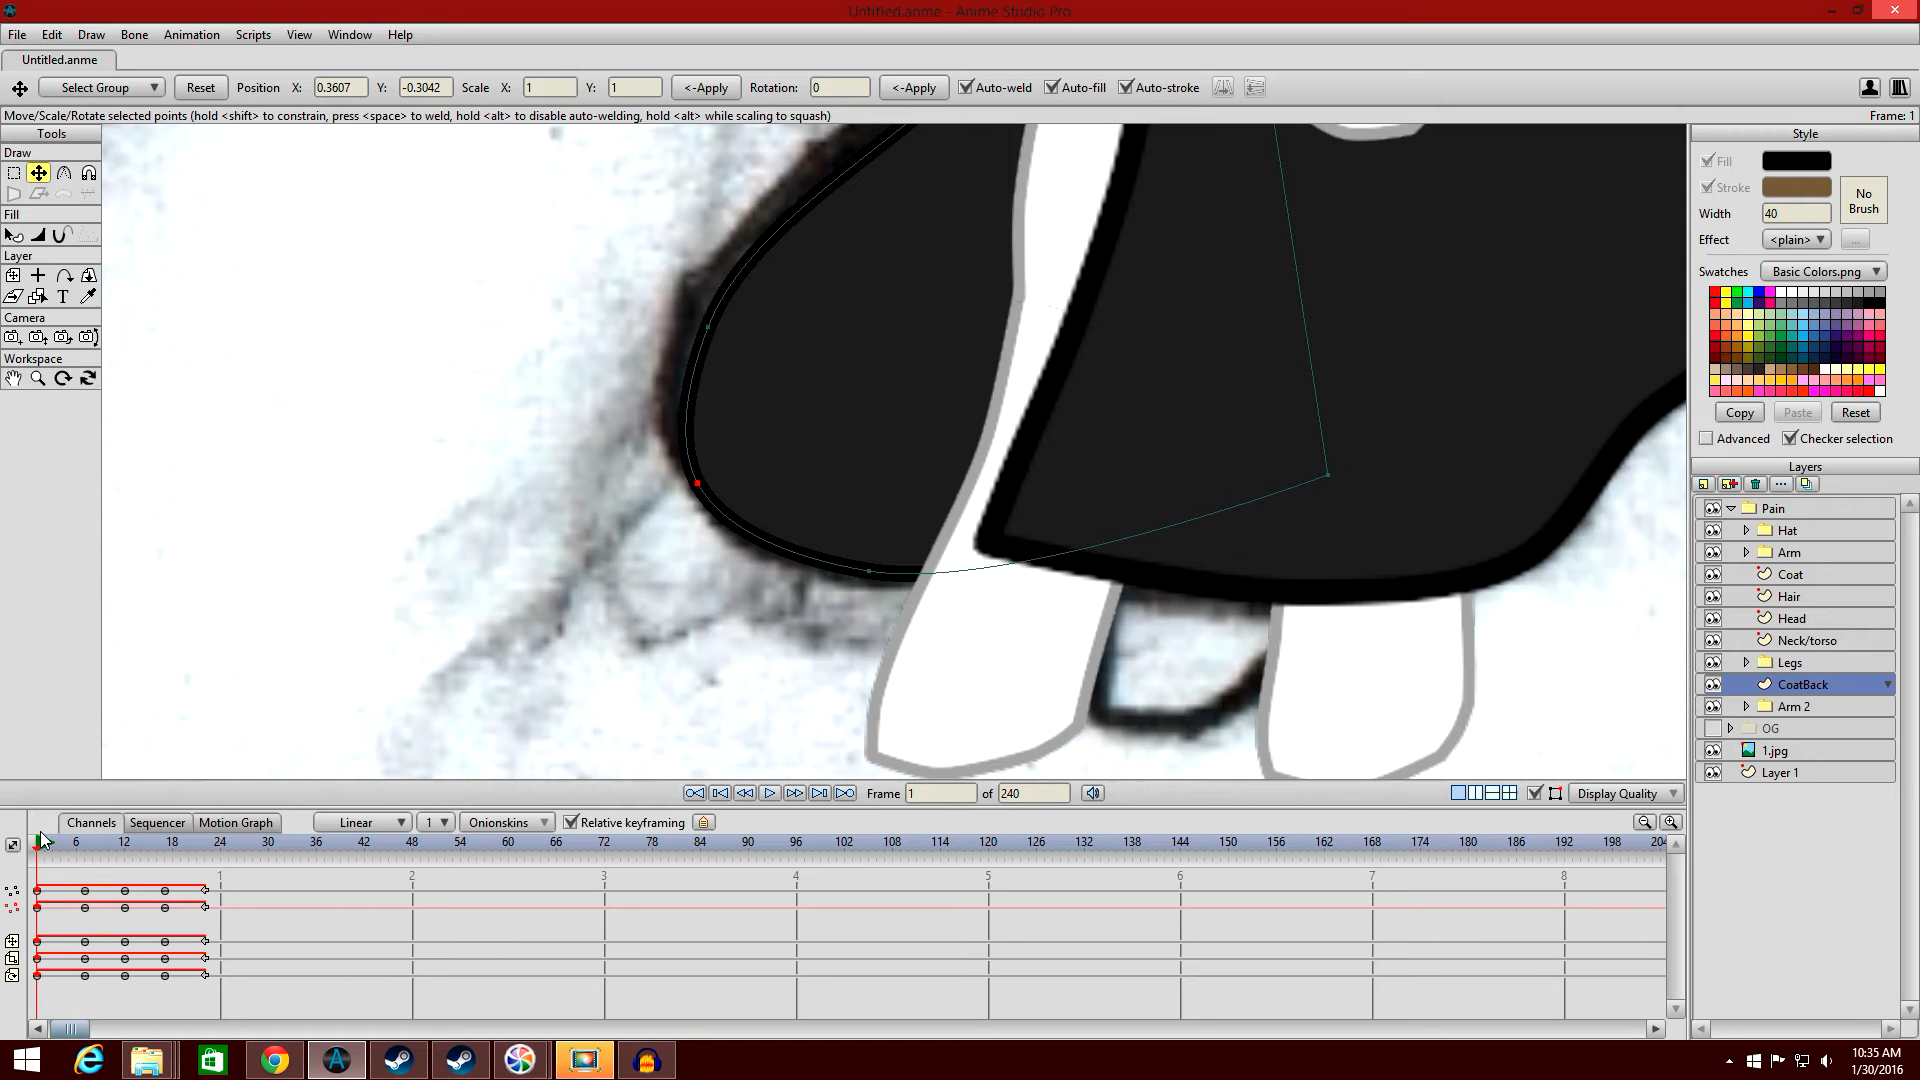 Untitled.anme - Anime Studio Pro
File Edit Draw Bone Animation Scripts View Window Help
Untitled.anme
Select Group Reset Position X: 0.3607 Y: -0.3042 Scale X: 1 Y: 1 <-Apply Rotation: 0 <-Apply Auto-weld Auto-fill Auto-stroke
Move/Scale/Rotate selected points (hold <shift> to constrain, press <space> to weld, hold <alt> to disable auto-welding, hold <alt> while scaling to squash) Frame: 1
Tools
Draw
Fill
Layer
T
Camera
Workspace
Style
Fill
Stroke
No Brush
Width 40
Effect <plain> ...
Swatches Basic Colors.png
Copy Paste Reset
Advanced Checker selection
Layers
Pain
Hat
Arm
Coat
Hair
Head
Neck/torso
Legs
CoatBack
Arm 2
OG
1.jpg
Layer 1
Frame 1 of 240 Display Quality
Channels Sequencer Motion Graph Linear 1 Onionskins Relative keyframing
6 12 18 24 30 36 42 48 54 60 66 72 78 84 90 96 102 108 114 120 126 132 138 144 150 156 162 168 174 180 186 192 198 204
1 2 3 4 5 6 7 8
10:35 AM
1/30/2016